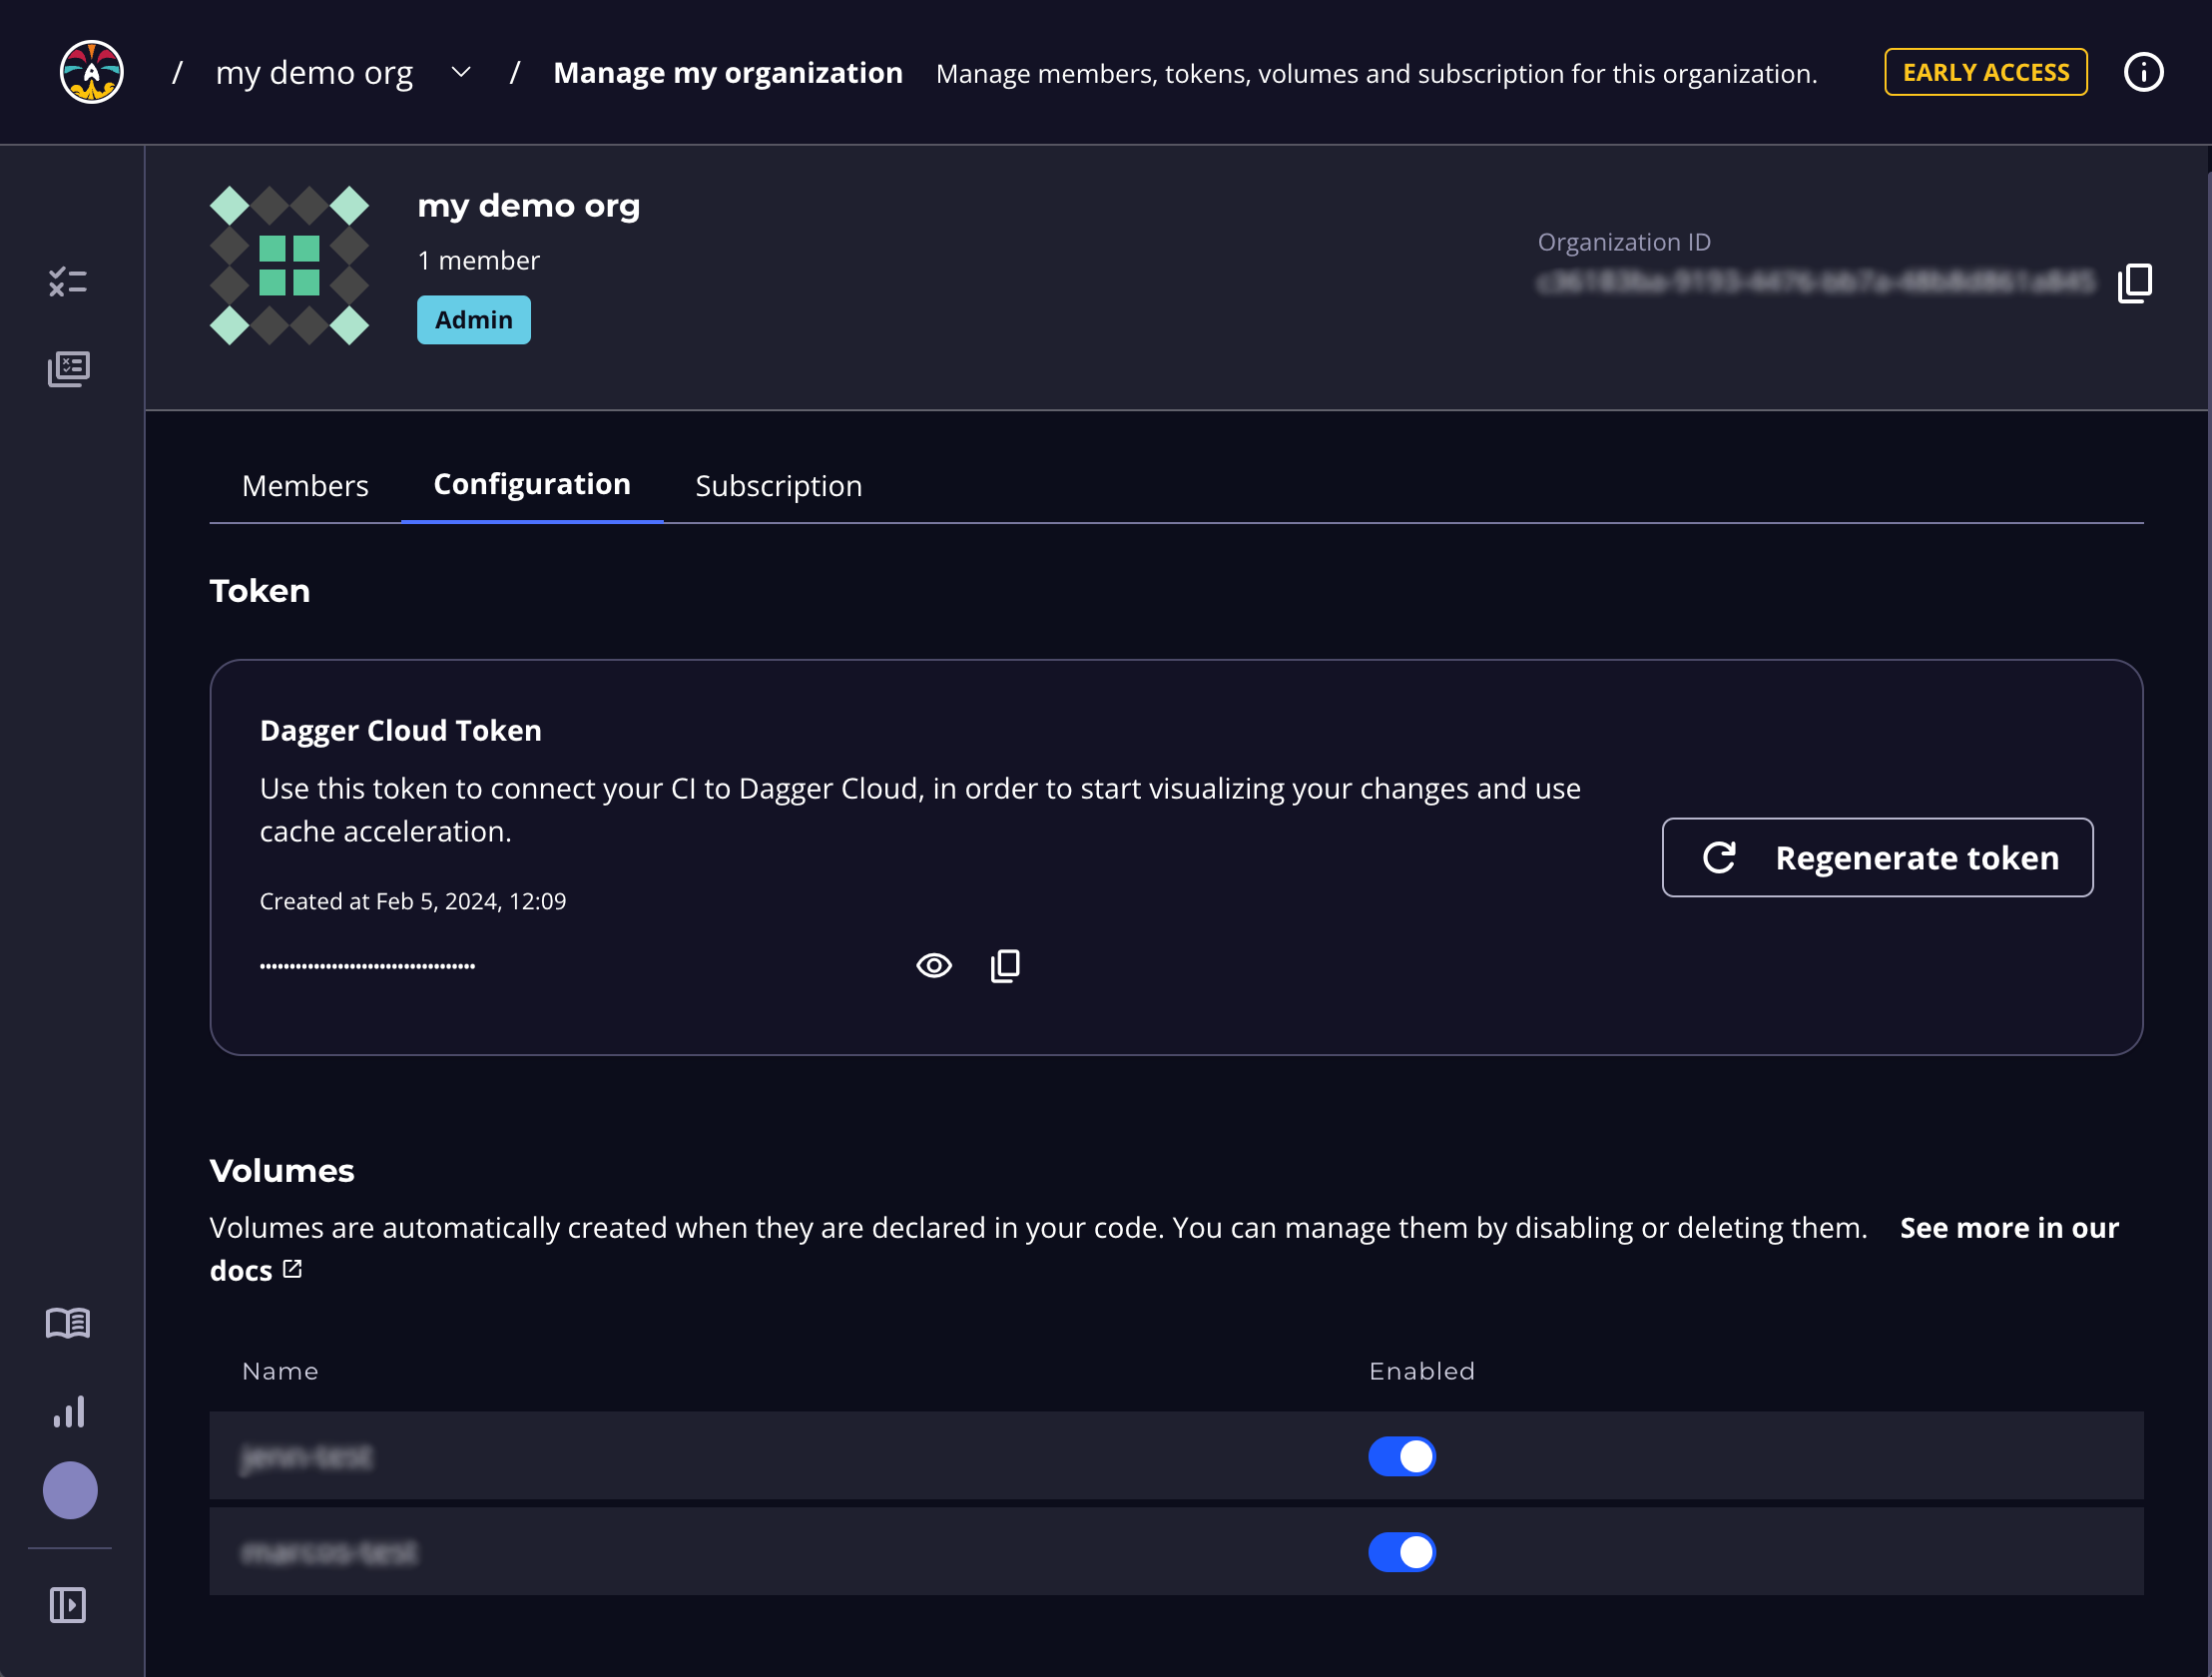 / my demo org / Manage my organization Manage members, tokens, volumes and subscription for this organization. EARLY ACCESS
my demo org
1 member
Admin
Organization ID
Members Configuration Subscription
Token
Dagger Cloud Token
Use this token to connect your CI to Dagger Cloud, in order to start visualizing your changes and use
cache acceleration.
Created at Feb 5, 2024, 12:09
Regenerate token
Volumes
Volumes are automatically created when they are declared in your code. You can manage them by disabling or deleting them. See more in our
docs
Name Enabled